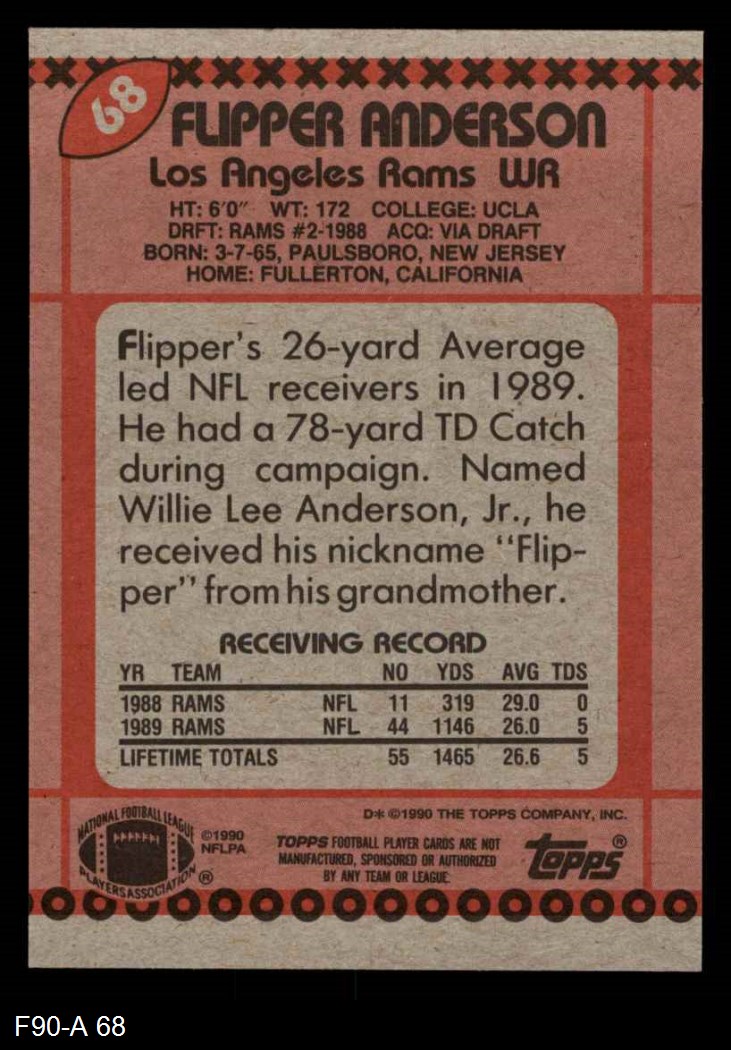 68
FLIPPER ANDERSON
Los Angeles Rams WR
HT: 6'0" WT: 172 COLLEGE: UCLA
DRFT: RAMS #2-1988 ACQ: VIA DRAFT
BORN: 3-7-65, PAULSBORO, NEW JERSEY
HOME: FULLERTON, CALIFORNIA
Flipper's 26-yard Average
led NFL receivers in 1989.
He had a 78-yard TD Catch
during campaign. Named
Willie Lee Anderson, Jr., he
received his nickname "Flip-
per" from his grandmother.
RECEIVING RECORD
YR TEAM NO YDS AVG TDS
1988 RAMS NFL 11 319 29.0 0
1989 RAMS NFL 44 1146 26.0 5
LIFETIME TOTALS 55 1465 26.6 5
D* ©1990 THE TOPPS COMPANY, INC.
NATIONAL FOOTBALL LEAGUE
PLAYERS ASSOCIATION ®
©1990
NFLPA
TOPPS FOOTBALL PLAYER CARDS ARE NOT
MANUFACTURED, SPONSORED OR AUTHORIZED
BY ANY TEAM OR LEAGUE.
topps®
F90-A 68